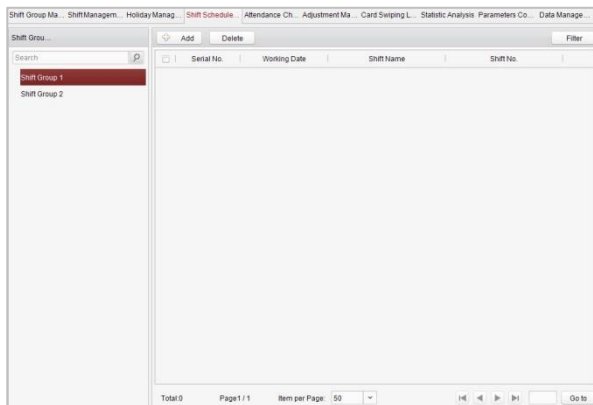 Shift Group Ma... Shift Managem... Holiday Manag... Shift Schedule... Attendance Ch... Adjustment Ma... Card Swiping L... Statistic Analysis Parameters Co... Data Manage...
Shift Grou... Add Delete Filter
Search Serial No. Working Date Shift Name Shift No.
Shift Group 1
Shift Group 2
Total:0 Page1 / 1 Item per Page: 50 Go to